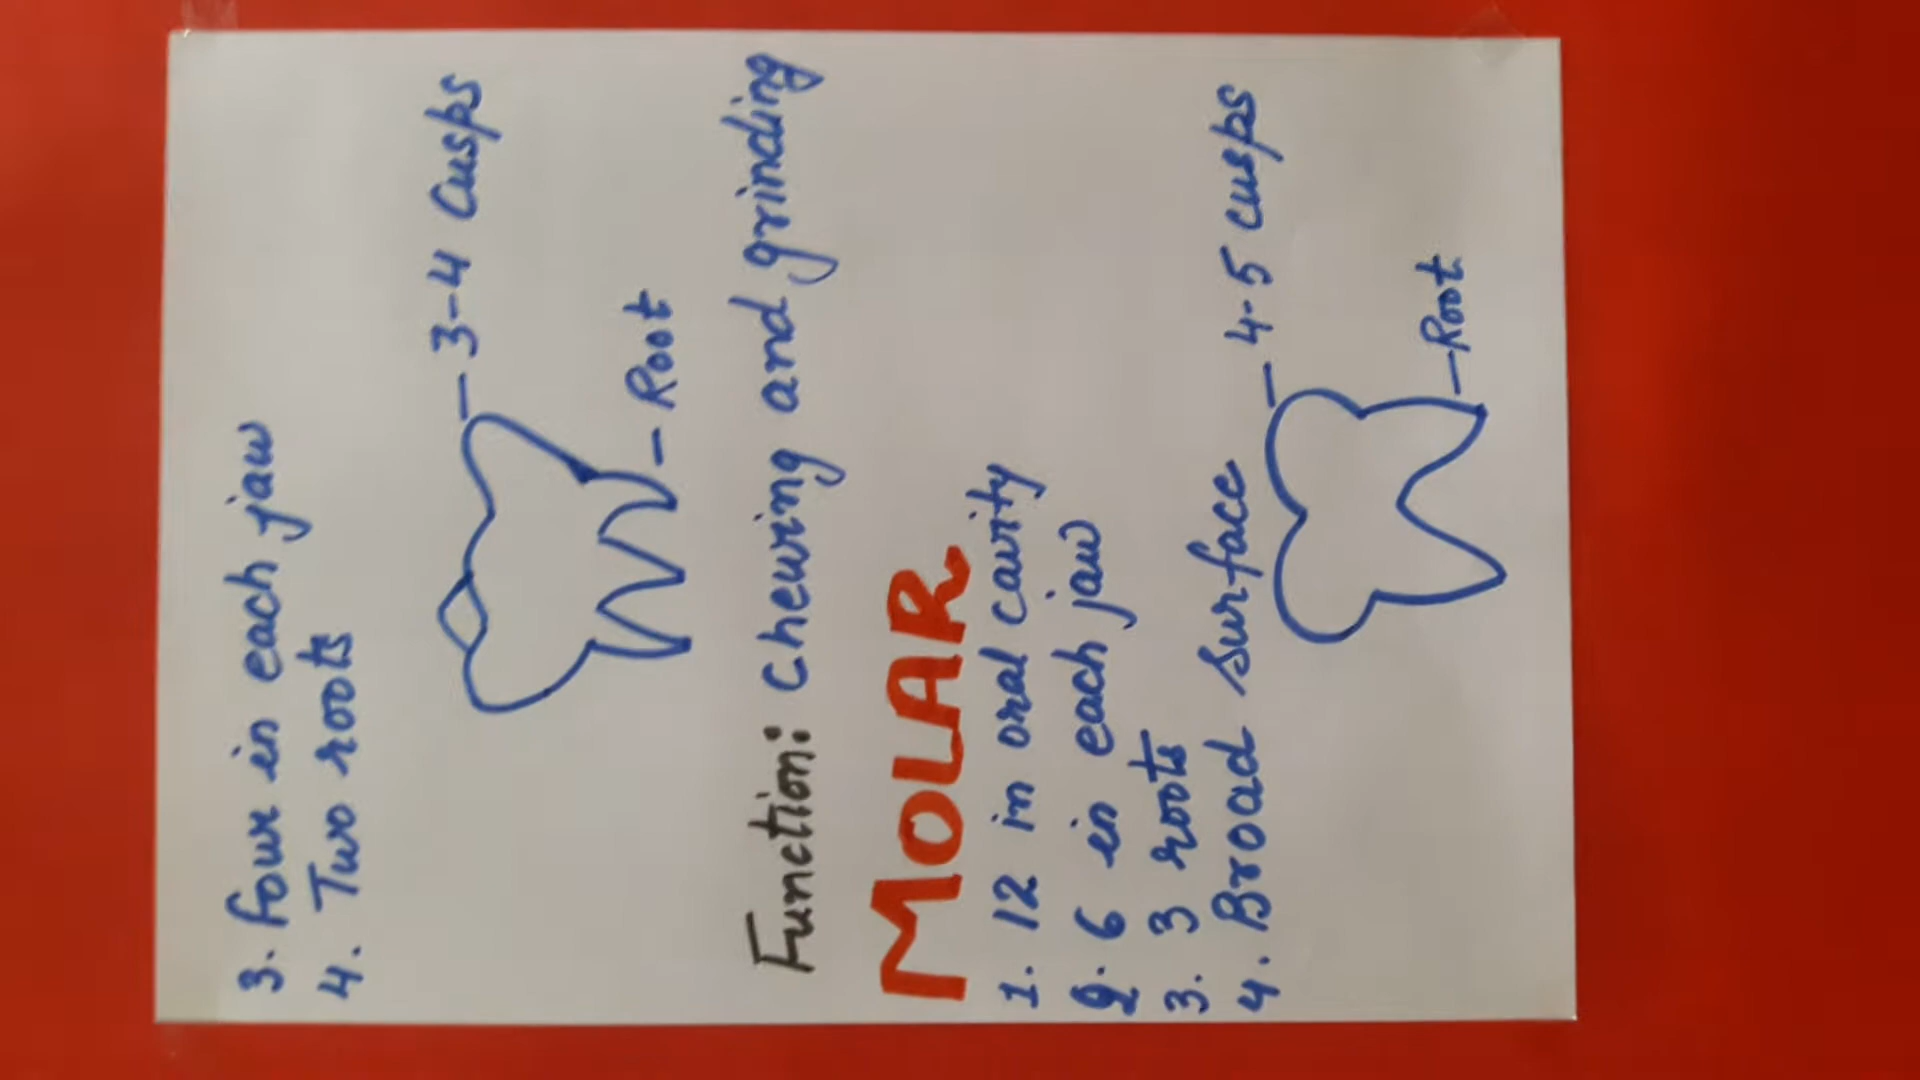 3. four in each jaw
4. Two roots
3-4 Cusps
Root
Function: Chewing and grinding
MOLAR
1. 12 in oral cavity
2. 6 in each jaw
3. 3 roots
4. Broad surface
4-5 cusps
Root